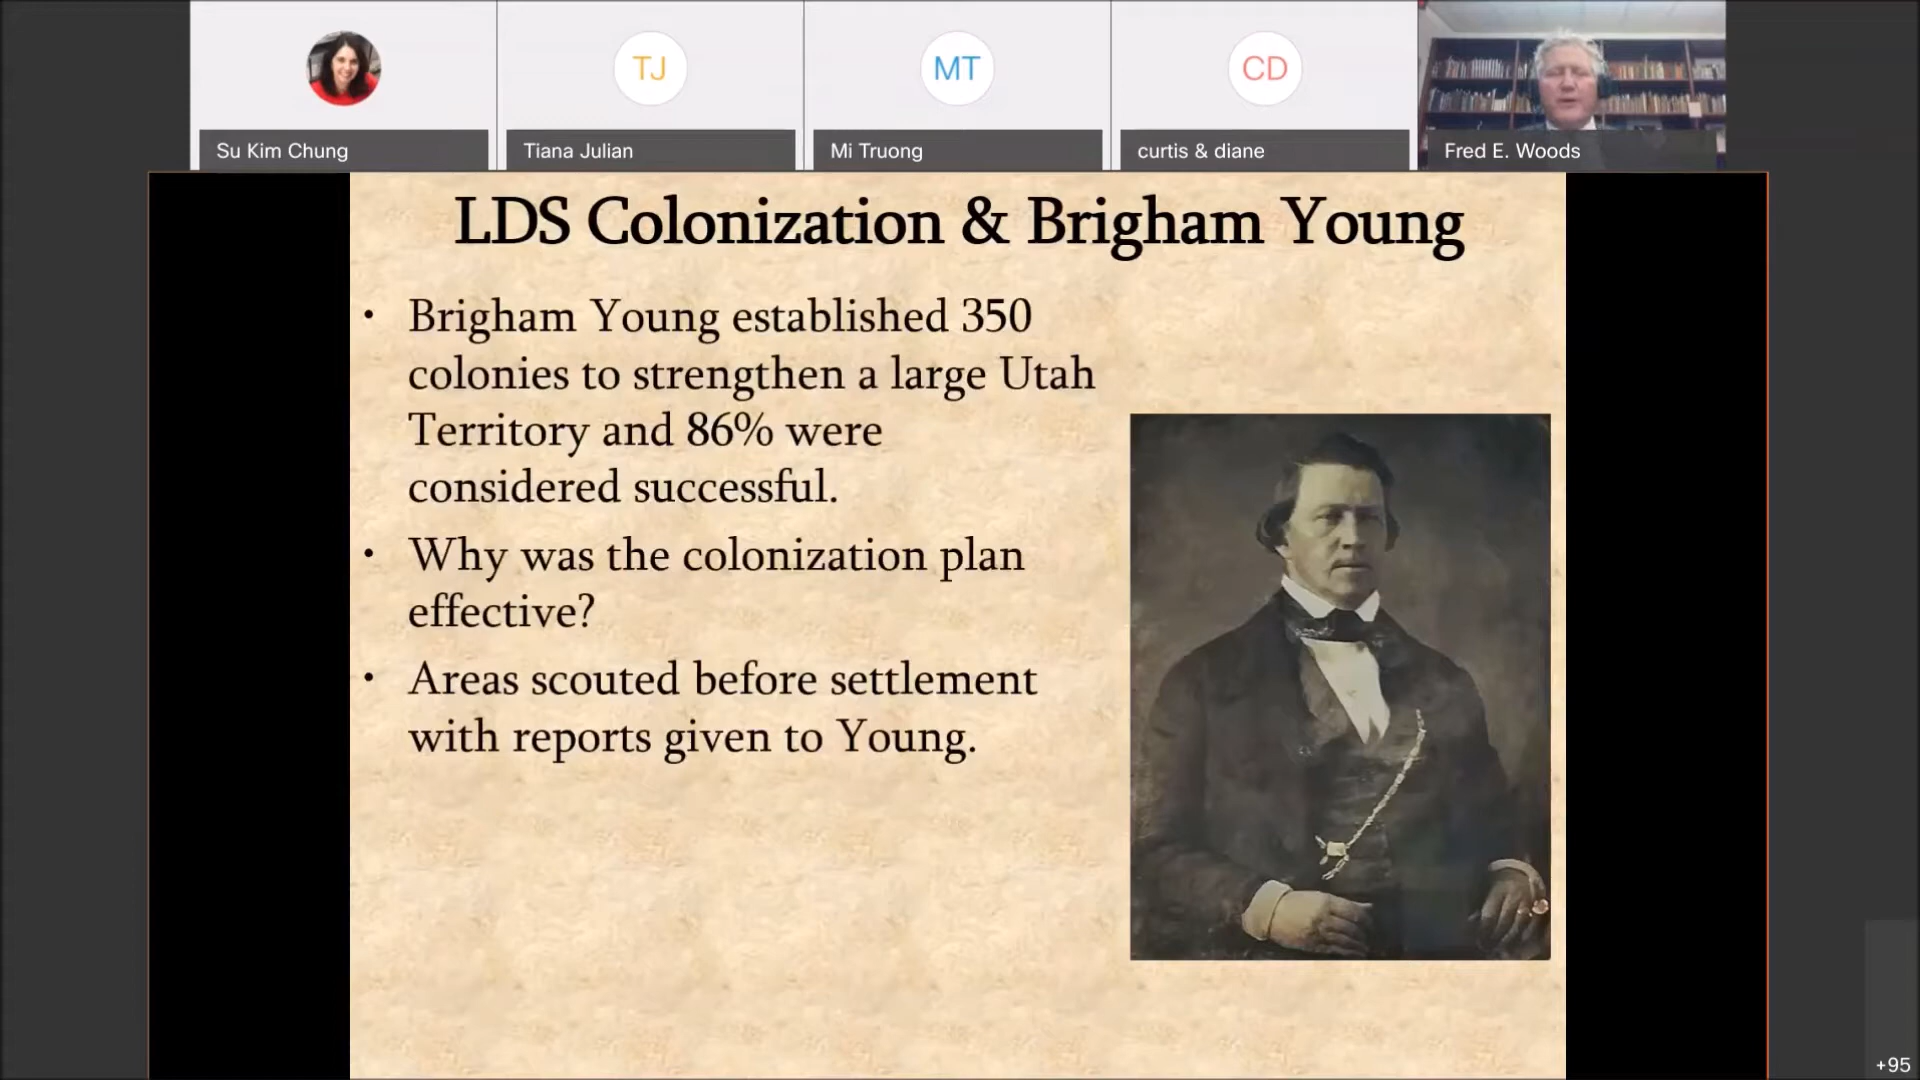 TJ
MT
CD
Su Kim Chung
Tiana Julian
Mi Truong
curtis & diane
Fred E. Woods
LDS Colonization & Brigham Young
• Brigham Young established 350
colonies to strengthen a large Utah
Territory and 86% were
considered successful.
• Why was the colonization plan
effective?
• Areas scouted before settlement
with reports given to Young.
+95